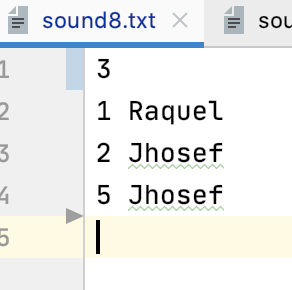 sound8.txt sou
1 3
2 1 Raquel
3 2 Jhosef
4 5 Jhosef
5